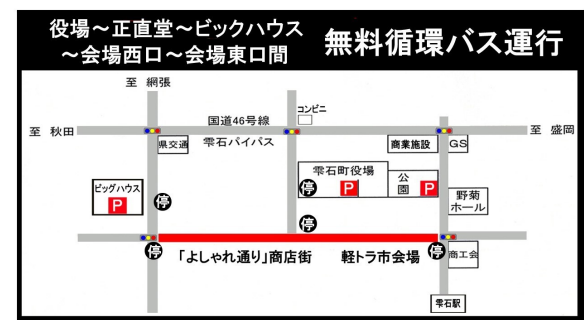 役場～正直堂～ビックハウス
～会場西口～会場東口間
無料循環バス運行
至 網張
コンビニ
国道46号線
至 秋田
至 盛岡
県交通
雫石バイパス
商業施設
GS
雫石町役場
停
P
公園
P
ビッグハウス
P
停
野菊
ホール
停
停
「よしゃれ通り」商店街
軽トラ市会場
停
商工会
雫石駅